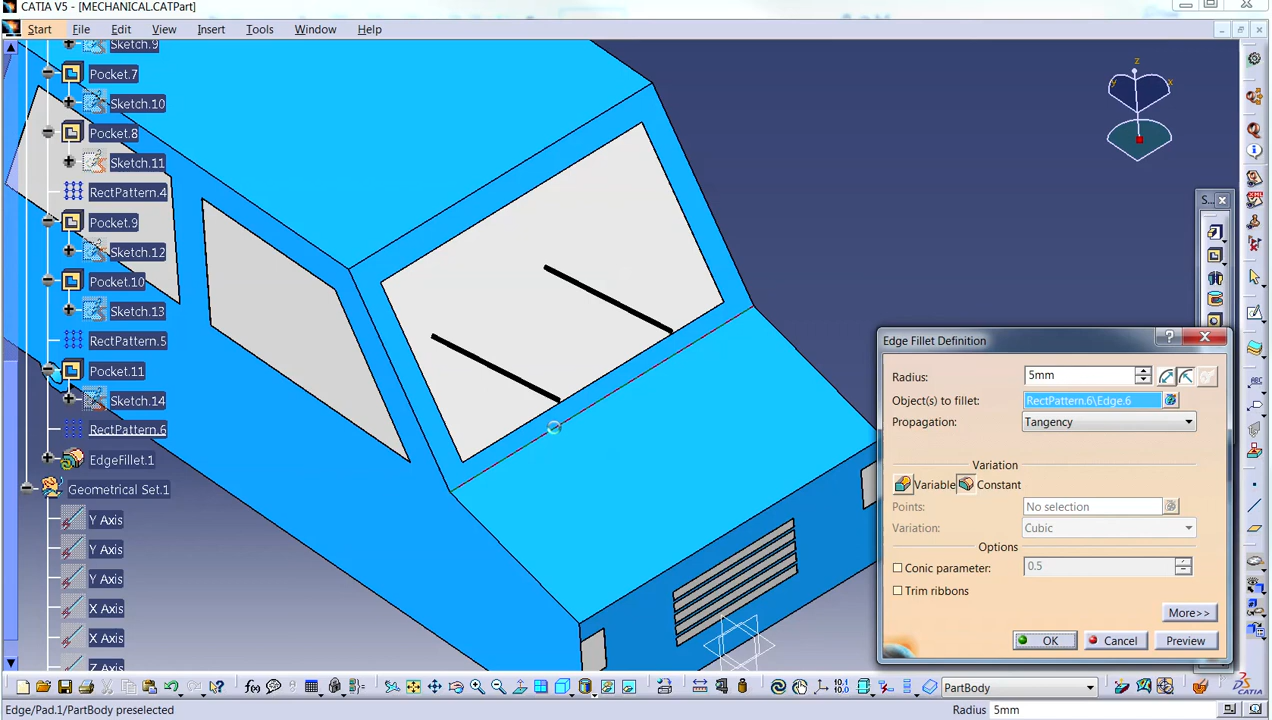 CATIA V5 - [MECHANICAL.CATPart]
Start File Edit View Insert Tools Window Help
Sketch.9
Pocket.7
Sketch.10
Pocket.8
Sketch.11
RectPattern.4
Pocket.9
Sketch.12
Pocket.10
Sketch.13
RectPattern.5
Pocket.11
Sketch.14
RectPattern.6
EdgeFillet.1
Geometrical Set.1
Y Axis
Y Axis
Y Axis
X Axis
X Axis
Z Axis
z
y
x
S...
Edge Fillet Definition
Radius: 5mm
Object(s) to fillet: RectPattern.6\Edge.6
Propagation: Tangency
Variation
Variable Constant
Points: No selection
Variation: Cubic
Options
Conic parameter: 0.5
Trim ribbons
More>>
OK Cancel Preview
PartBody
Edge/Pad.1/PartBody preselected
Radius 5mm